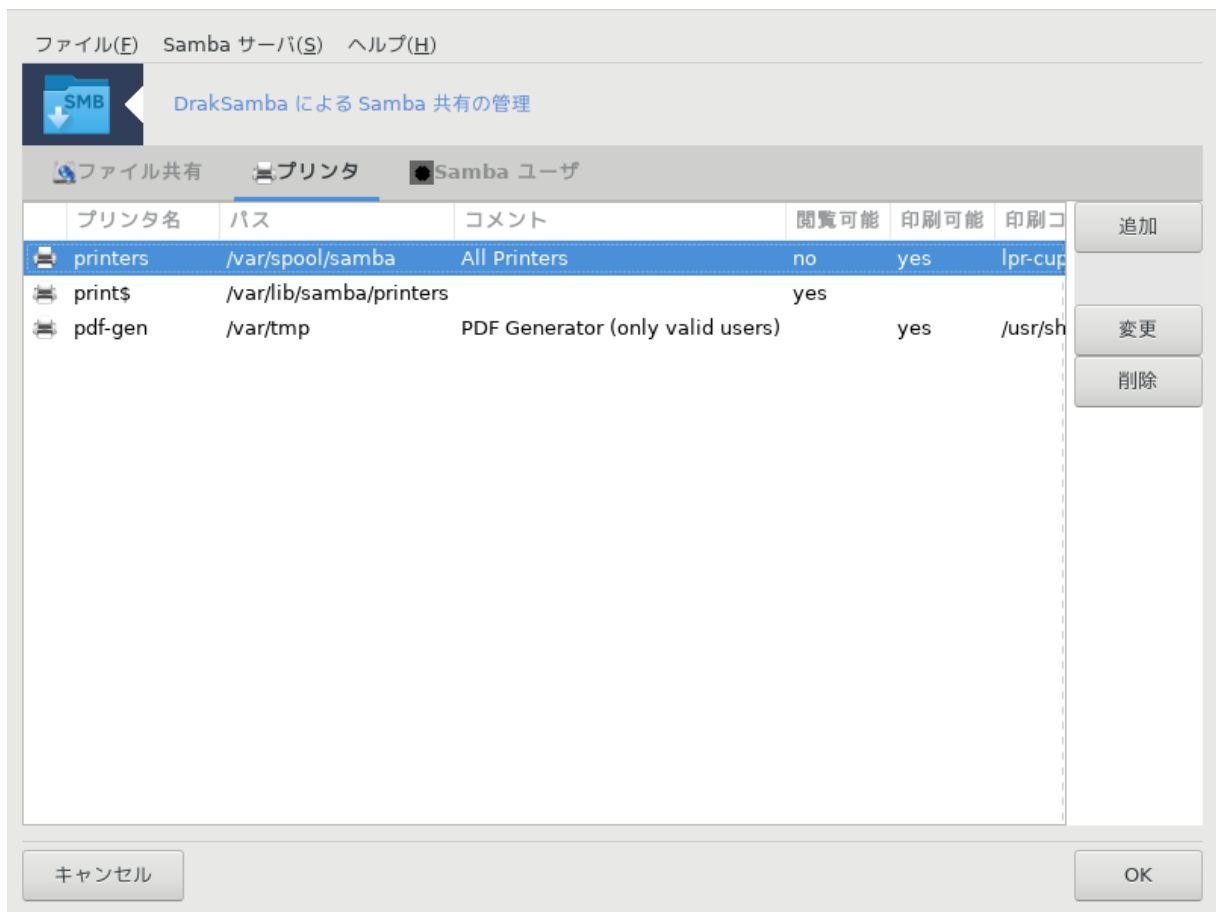 ファイル(F) Samba サーバ(S) ヘルプ(H)
SMB
DrakSamba による Samba 共有の管理
ファイル共有 プリンタ Samba ユーザ
プリンタ名 パス コメント 閲覧可能 印刷可能 印刷コ
printers /var/spool/samba All Printers no yes lpr-cup
print$ /var/lib/samba/printers yes
pdf-gen /var/tmp PDF Generator (only valid users) yes /usr/sh
追加
変更
削除
キャンセル OK